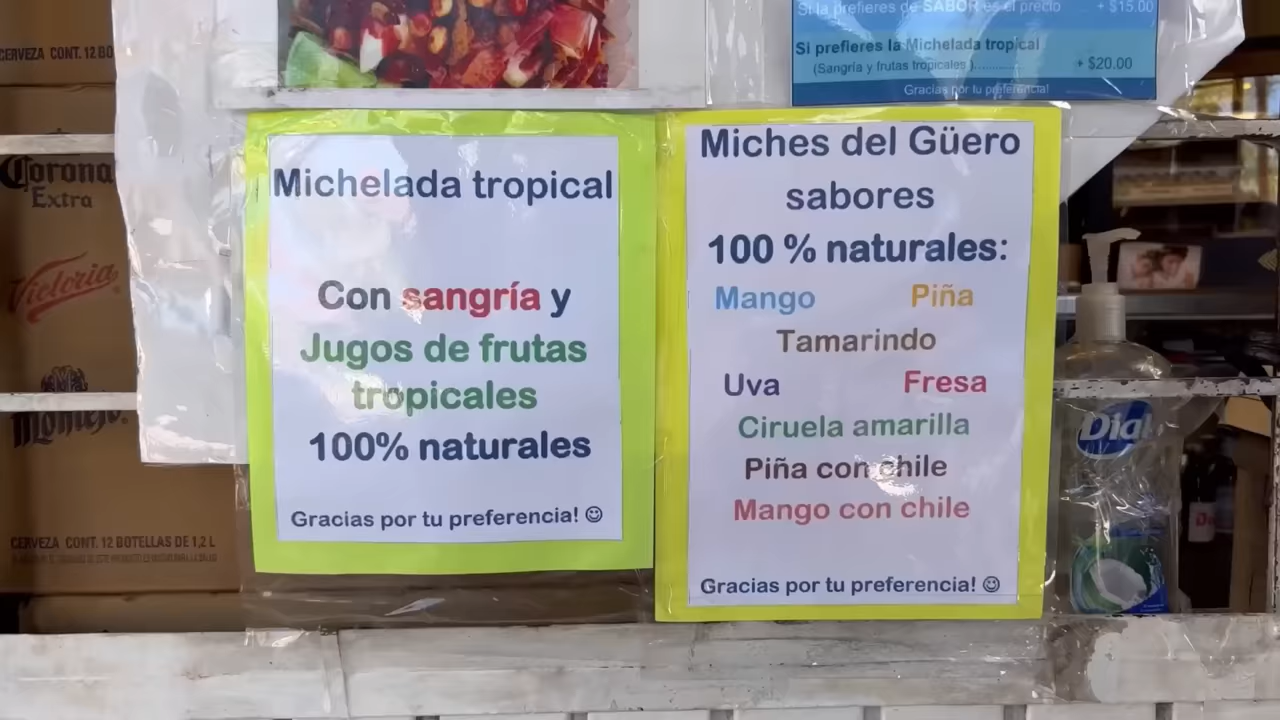 Si la prefieres de SABOR es el precio + $15.00
Si prefieres la Michelada tropical
(Sangría y frutas tropicales).............. + $20.00
Gracias por tu preferencia!
Michelada tropical
Con sangría y
Jugos de frutas
tropicales
100% naturales
Gracias por tu preferencia! ☺
Miches del Güero
sabores
100 % naturales:
Mango Piña
Tamarindo
Uva Fresa
Ciruela amarilla
Piña con chile
Mango con chile
Gracias por tu preferencia! ☺
CERVEZA CONT. 12 BO
Corona
Extra
Victoria
Montejo
CERVEZA CONT. 12 BOTELLAS DE 1,2 L
Dial